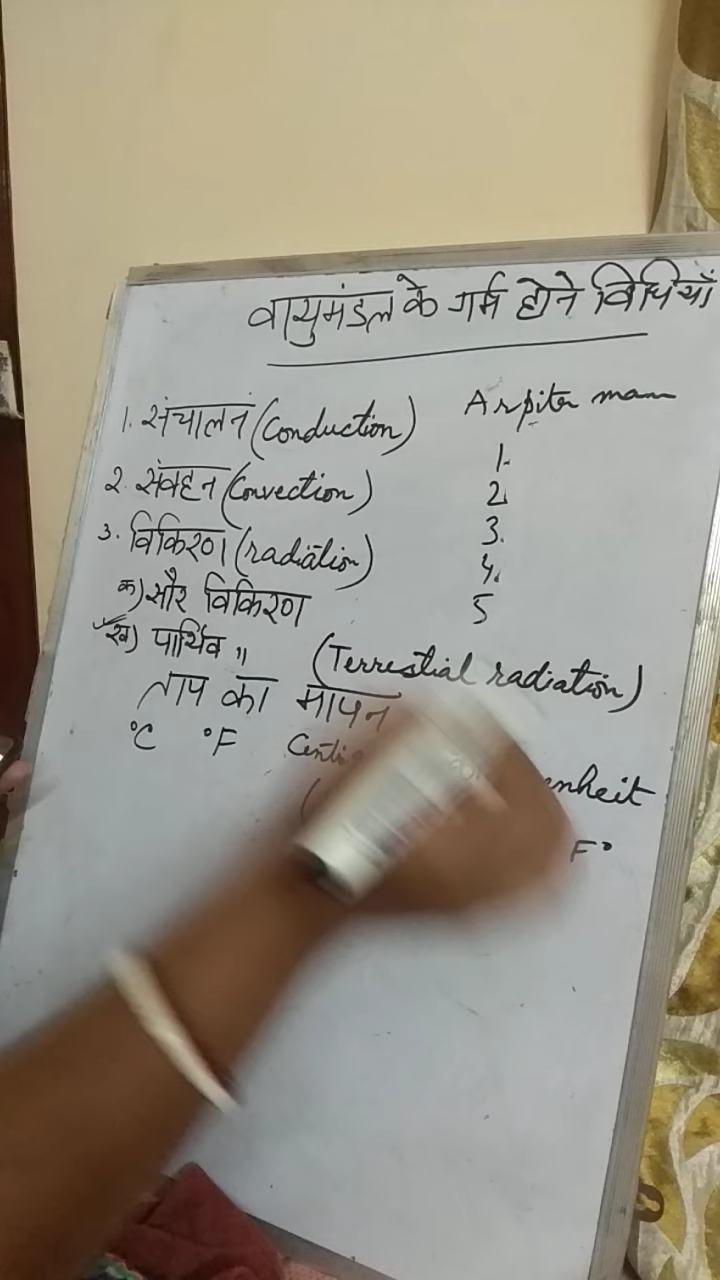 वायुमंडल के गर्म होने विधियाँ
1. संचालन (Conduction)
2. संवहन (Convection)
3. विकिरण (radiation)
क) सौर विकिरण
ख) पार्थिव " (Terrestial radiation)
ताप का मापन
°C °F
F°
Arpita mam
1.
2.
3.
4.
5